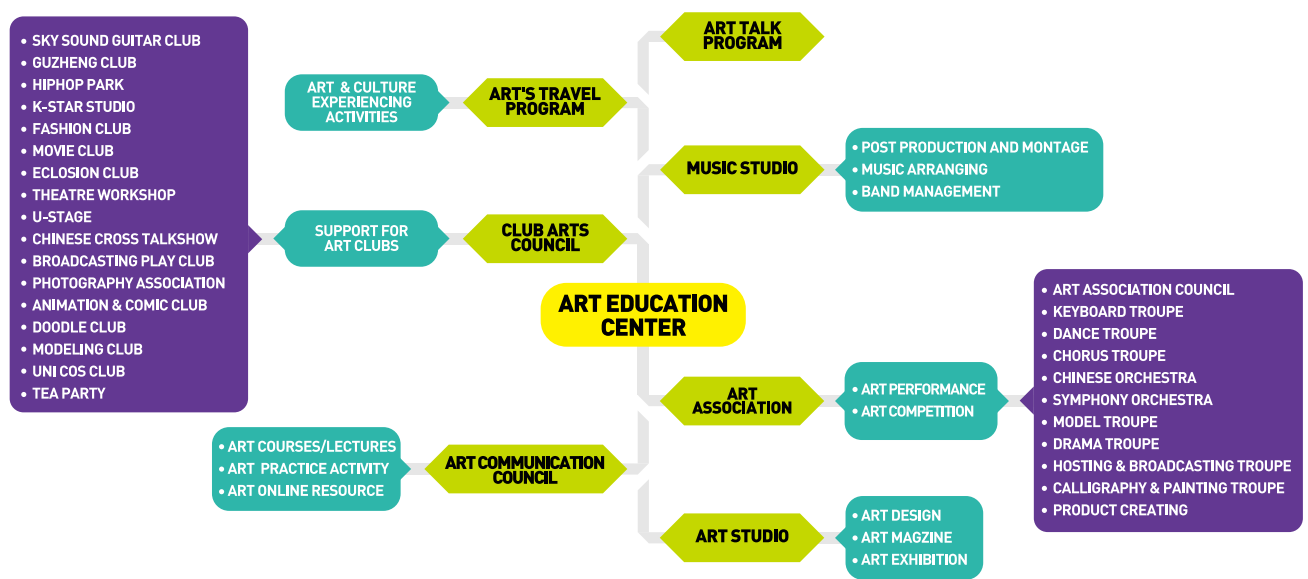 SKY SOUND GUITAR CLUB
GUZHENG CLUB
HIPHOP PARK
K-STAR STUDIO
FASHION CLUB
MOVIE CLUB
ECLOSION CLUB
THEATRE WORKSHOP
U-STAGE
CHINESE CROSS TALKSHOW
BROADCASTING PLAY CLUB
PHOTOGRAPHY ASSOCIATION
ANIMATION & COMIC CLUB
DOODLE CLUB
MODELING CLUB
UNI COS CLUB
TEA PARTY
ART & CULTURE
EXPERIENCING
ACTIVITIES
ART'S TRAVEL
PROGRAM
SUPPORT FOR
ART CLUBS
CLUB ARTS
COUNCIL
• ART COURSES/LECTURES
• ART PRACTICE ACTIVITY
• ART ONLINE RESOURCE
ART COMMUNICATION
COUNCIL
ART EDUCATION
CENTER
ART TALK
PROGRAM
MUSIC STUDIO
• POST PRODUCTION AND MONTAGE
• MUSIC ARRANGING
• BAND MANAGEMENT
ART
ASSOCIATION
• ART PERFORMANCE
• ART COMPETITION
• ART ASSOCIATION COUNCIL
• KEYBOARD TROUPE
• DANCE TROUPE
• CHORUS TROUPE
• CHINESE ORCHESTRA
• SYMPHONY ORCHESTRA
• MODEL TROUPE
• DRAMA TROUPE
• HOSTING & BROADCASTING TROUPE
• CALLIGRAPHY & PAINTING TROUPE
• PRODUCT CREATING
ART STUDIO
• ART DESIGN
• ART MAGZINE
• ART EXHIBITION